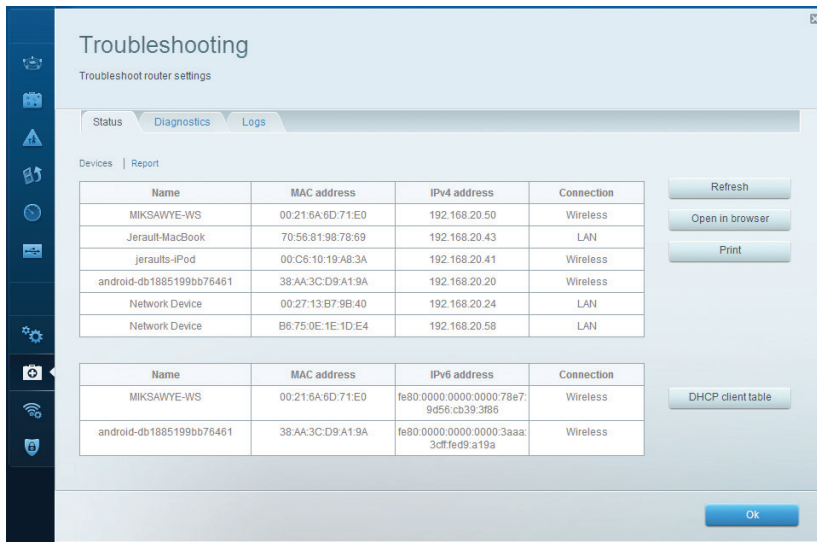 Troubleshooting
Troubleshoot router settings
Status Diagnostics Logs
Devices | Report
Name MAC address IPv4 address Connection
MIKSAWYE-WS 00:21:6A:6D:71:E0 192.168.20.50 Wireless
Jerault-MacBook 70:56:81:98:78:69 192.168.20.43 LAN
jeraults-iPod 00:C6:10:19:A8:3A 192.168.20.41 Wireless
android-db1885199bb76461 38:AA:3C:D9:A1:9A 192.168.20.20 Wireless
Network Device 00:27:13:B7:9B:40 192.168.20.24 LAN
Network Device B6:75:0E:1E:1D:E4 192.168.20.58 LAN
Refresh
Open in browser
Print
Name MAC address IPv6 address Connection
MIKSAWYE-WS 00:21:6A:6D:71:E0 fe80:0000:0000:0000:78e7: Wireless
9d56:cb39:3f86
android-db1885199bb76461 38:AA:3C:D9:A1:9A fe80:0000:0000:0000:3aaa: Wireless
3cff:fed9:a19a
DHCP client table
Ok